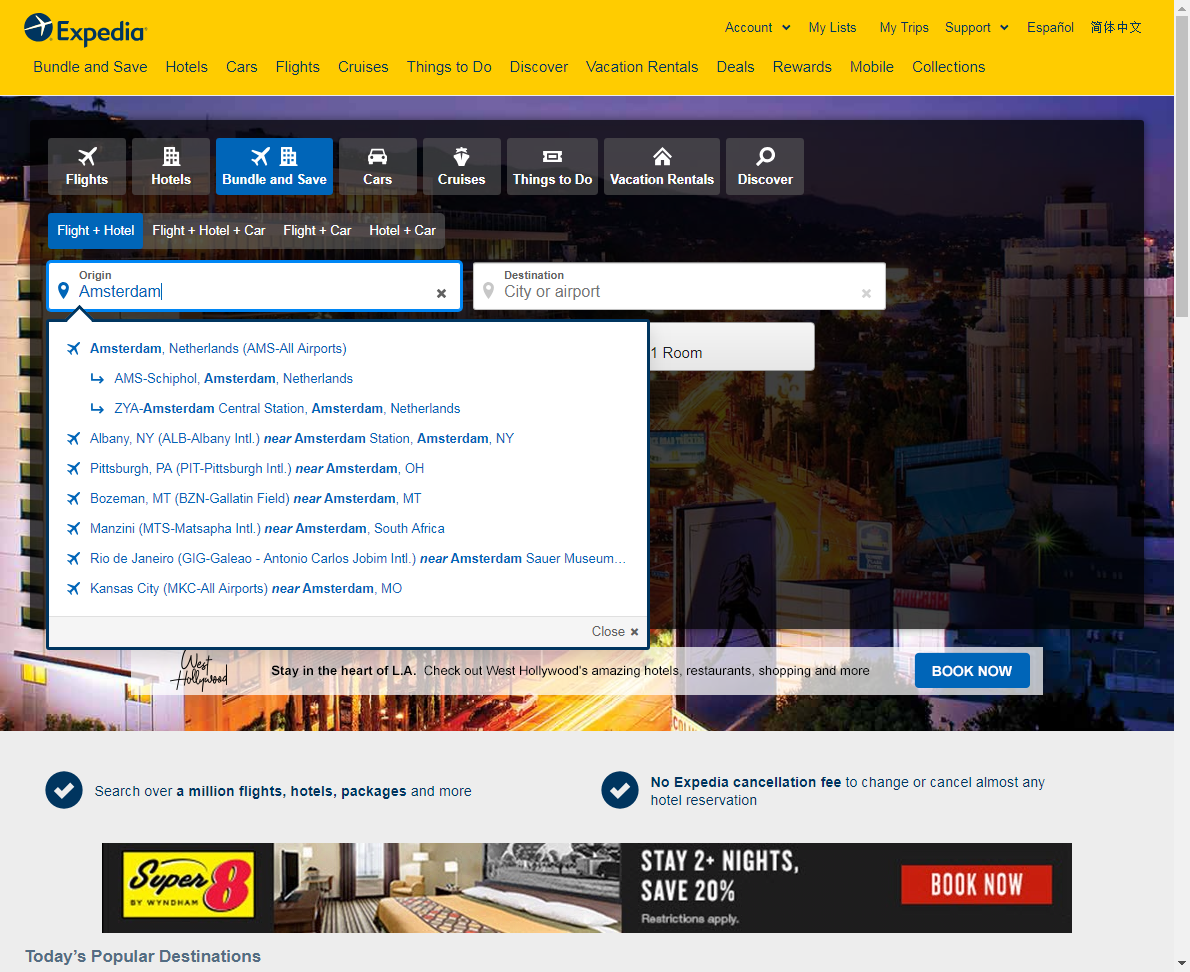 Expedia
Account
My Lists
My Trips
Support
Español
简体中文
Bundle and Save
Hotels
Cars
Flights
Cruises
Things to Do
Discover
Vacation Rentals
Deals
Rewards
Mobile
Collections
Flights
Hotels
Bundle and Save
Cars
Cruises
Things to Do
Vacation Rentals
Discover
Flight + Hotel
Flight + Hotel + Car
Flight + Car
Hotel + Car
Origin
Amsterdam
Destination
City or airport
1 Room
Amsterdam, Netherlands (AMS-All Airports)
AMS-Schiphol, Amsterdam, Netherlands
ZYA-Amsterdam Central Station, Amsterdam, Netherlands
Albany, NY (ALB-Albany Intl.) near Amsterdam Station, Amsterdam, NY
Pittsburgh, PA (PIT-Pittsburgh Intl.) near Amsterdam, OH
Bozeman, MT (BZN-Gallatin Field) near Amsterdam, MT
Manzini (MTS-Matsapha Intl.) near Amsterdam, South Africa
Rio de Janeiro (GIG-Galeao - Antonio Carlos Jobim Intl.) near Amsterdam Sauer Museum…
Kansas City (MKC-All Airports) near Amsterdam, MO
Close
West
Hollywood
Stay in the heart of L.A. Check out West Hollywood's amazing hotels, restaurants, shopping and more
BOOK NOW
Search over a million flights, hotels, packages and more
No Expedia cancellation fee to change or cancel almost any
hotel reservation
Super 8
BY WYNDHAM
STAY 2+ NIGHTS,
SAVE 20%
Restrictions apply.
BOOK NOW
Today's Popular Destinations